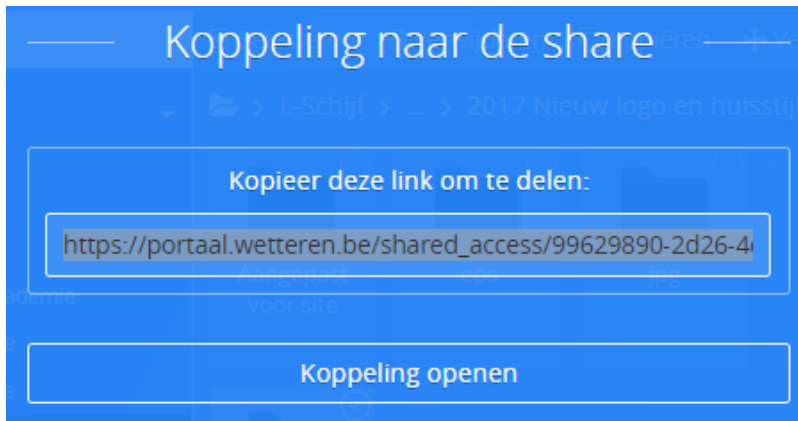 Koppeling naar de share
L-Schijf > ... > 2017 Nieuw logo en huisstijl
Kopieer deze link om te delen:
https://portaal.wetteren.be/shared_access/99629890-2d26-4
Aangepast
voor site
eps
jpg
ademie
Koppeling openen